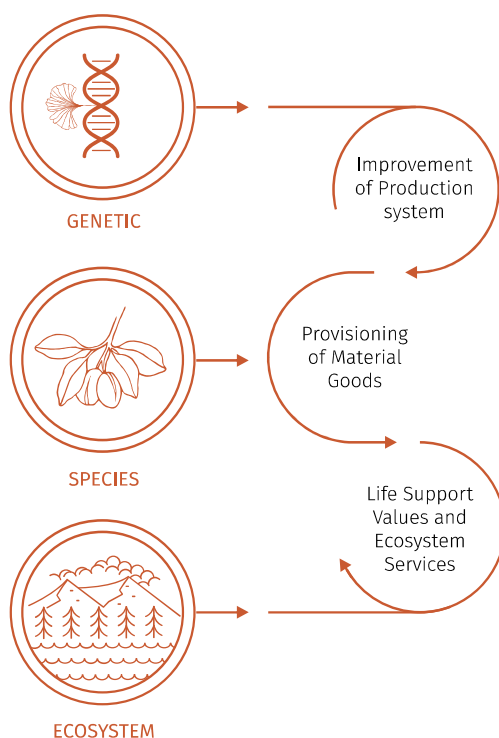 GENETIC
Improvement
of Production
system
SPECIES
Provisioning
of Material
Goods
ECOSYSTEM
Life Support
Values and
Ecosystem
Services